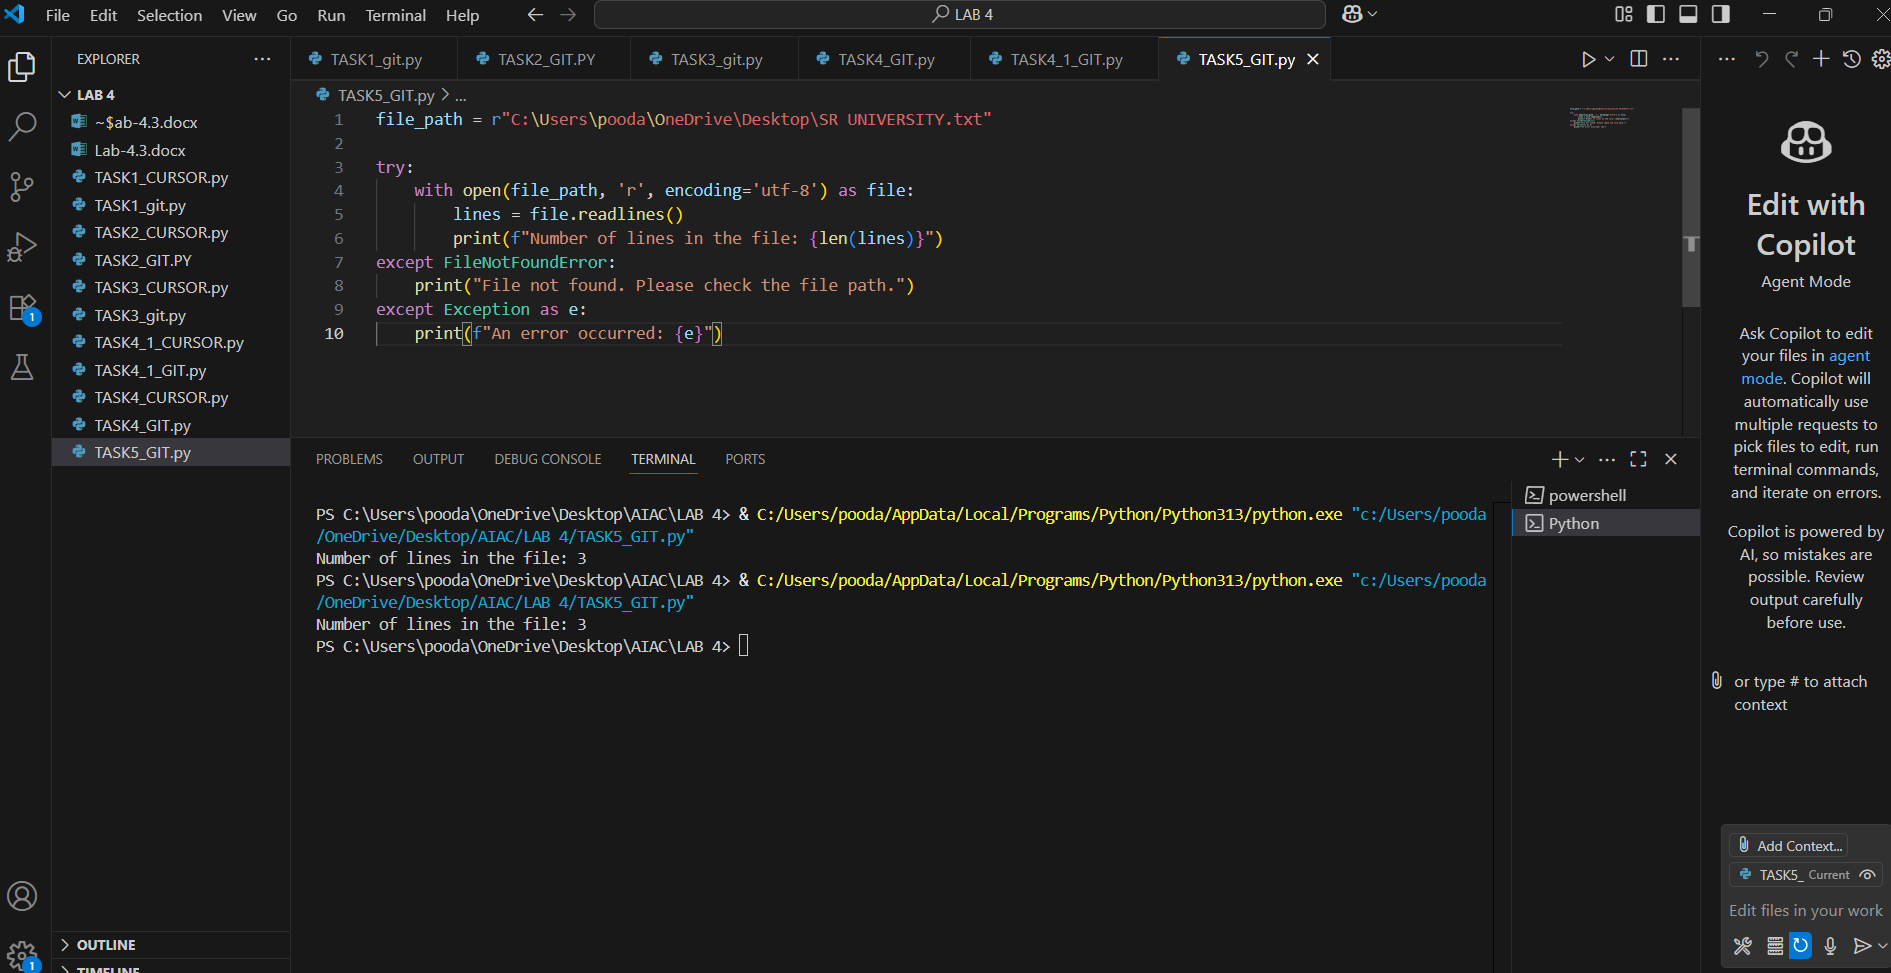 File Edit Selection View Go Run Terminal Help
LAB 4
EXPLORER
LAB 4
~$ab-4.3.docx
Lab-4.3.docx
TASK1_CURSOR.py
TASK1_git.py
TASK2_CURSOR.py
TASK2_GIT.PY
TASK3_CURSOR.py
TASK3_git.py
TASK4_1_CURSOR.py
TASK4_1_GIT.py
TASK4_CURSOR.py
TASK4_GIT.py
TASK5_GIT.py
OUTLINE
TIMELINE
1
1
TASK1_git.py TASK2_GIT.PY TASK3_git.py TASK4_GIT.py TASK4_1_GIT.py TASK5_GIT.py
TASK5_GIT.py > ...
1 file_path = r"C:\Users\pooda\OneDrive\Desktop\SR UNIVERSITY.txt"
2
3 try:
4     with open(file_path, 'r', encoding='utf-8') as file:
5         lines = file.readlines()
6         print(f"Number of lines in the file: {len(lines)}")
7 except FileNotFoundError:
8     print("File not found. Please check the file path.")
9 except Exception as e:
10     print(f"An error occurred: {e}")
PROBLEMS OUTPUT DEBUG CONSOLE TERMINAL PORTS
PS C:\Users\pooda\OneDrive\Desktop\AIAC\LAB 4> & C:/Users/pooda/AppData/Local/Programs/Python/Python313/python.exe "c:/Users/pooda
/OneDrive/Desktop/AIAC/LAB 4/TASK5_GIT.py"
Number of lines in the file: 3
PS C:\Users\pooda\OneDrive\Desktop\AIAC\LAB 4> & C:/Users/pooda/AppData/Local/Programs/Python/Python313/python.exe "c:/Users/pooda
/OneDrive/Desktop/AIAC/LAB 4/TASK5_GIT.py"
Number of lines in the file: 3
PS C:\Users\pooda\OneDrive\Desktop\AIAC\LAB 4>
powershell
Python
Edit with
Copilot
Agent Mode
Ask Copilot to edit
your files in agent
mode. Copilot will
automatically use
multiple requests to
pick files to edit, run
terminal commands,
and iterate on errors.
Copilot is powered by
AI, so mistakes are
possible. Review
output carefully
before use.
or type # to attach
context
Add Context...
TASK5_ Current
Edit files in your work